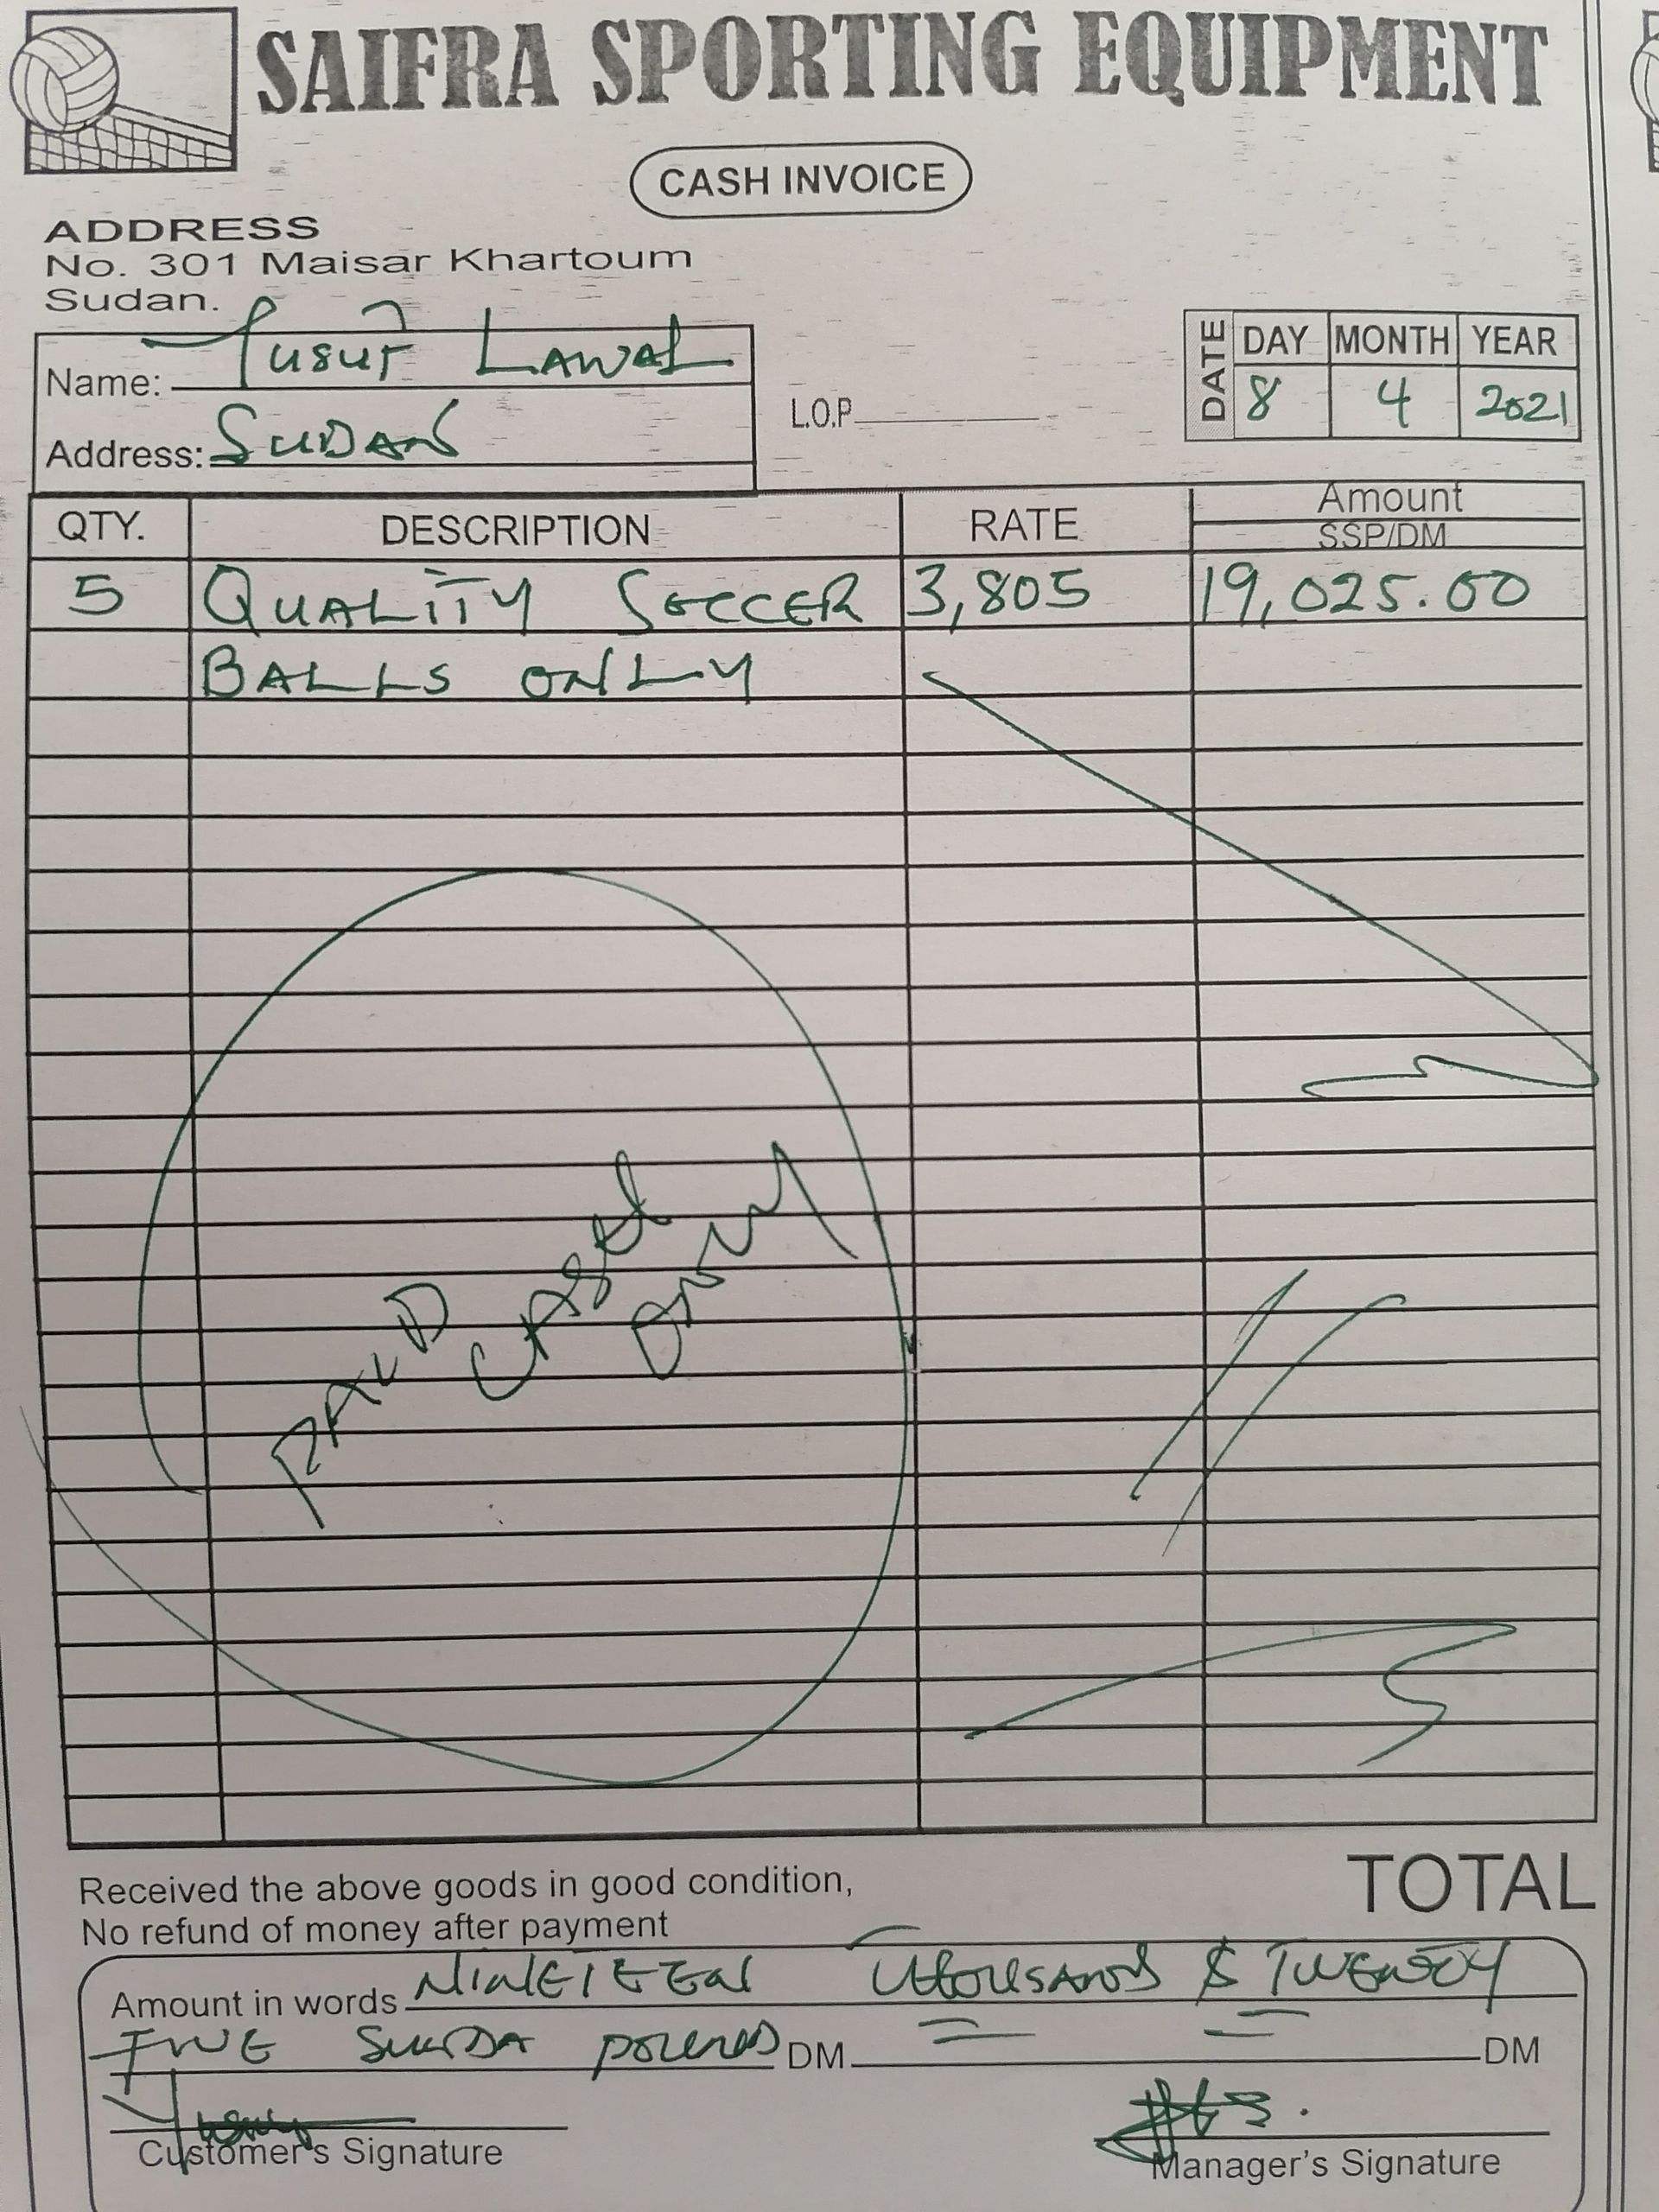 SAIFRA SPORTING EQUIPMENT
CASH INVOICE
ADDRESS
No. 301 Maisar Khartoum
Sudan.
Name: Yusuf LAWAL
Address: SUDAN
L.O.P
DATE DAY MONTH YEAR
8 4 2021
QTY. DESCRIPTION RATE Amount
SSP/DM
5 QUALITY SOCCER 3,805 19,025.00
BALLS ONLY
PAID
CASH
ONLY
Received the above goods in good condition,
No refund of money after payment
TOTAL
Amount in words NINETEEN THOUSAND & TWENTY
FIVE POUNDS DM = = DM
Customer's Signature
Manager's Signature